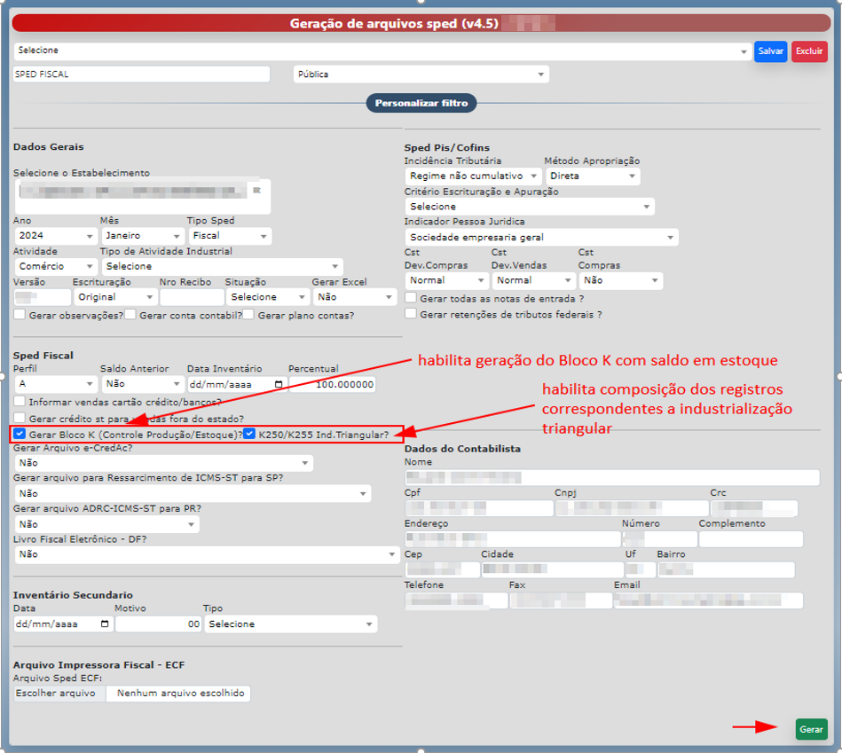 Geração de arquivos sped (v4.5)
Selecione
Salvar
Excluir
SPED FISCAL
Pública
Personalizar filtro
Dados Gerais
Selecione o Estabelecimento
Ano Mês Tipo Sped
2024 Janeiro Fiscal
Atividade Tipo de Atividade Industrial
Comércio Selecione
Versão Escrituração Nro Recibo Situação Gerar Excel
Original Selecione Não
Gerar observações? Gerar conta contabil? Gerar plano contas?
Sped Pis/Cofins
Incidência Tributária Método Apropriação
Regime não cumulativo Direta
Critério Escrituração e Apuração
Selecione
Indicador Pessoa Juridica
Sociedade empresaria geral
Cst Cst Cst
Dev.Compras Dev.Vendas Compras
Normal Normal Não
Gerar todas as notas de entrada ?
Gerar retenções de tributos federais ?
Sped Fiscal
Perfil Saldo Anterior Data Inventário Percentual
A Não dd/mm/aaaa 100.000000
Informar vendas cartão crédito/bancos?
Gerar crédito st para vendas fora do estado?
Gerar Bloco K (Controle Produção/Estoque)? K250/K255 Ind.Triangular?
habilita geração do Bloco K com saldo em estoque
habilita composição dos registros
correspondentes a industrialização
triangular
Gerar Arquivo e-CredAc?
Não
Gerar arquivo para Ressarcimento de ICMS-ST para SP?
Não
Gerar arquivo ADRC-ICMS-ST para PR?
Não
Livro Fiscal Eletrônico - DF?
Não
Dados do Contabilista
Nome
Cpf Cnpj Crc
Endereço Número Complemento
Cep Cidade Uf Bairro
Telefone Fax Email
Inventário Secundario
Data Motivo Tipo
dd/mm/aaaa 00 Selecione
Arquivo Impressora Fiscal - ECF
Arquivo Sped ECF:
Escolher arquivo Nenhum arquivo escolhido
Gerar